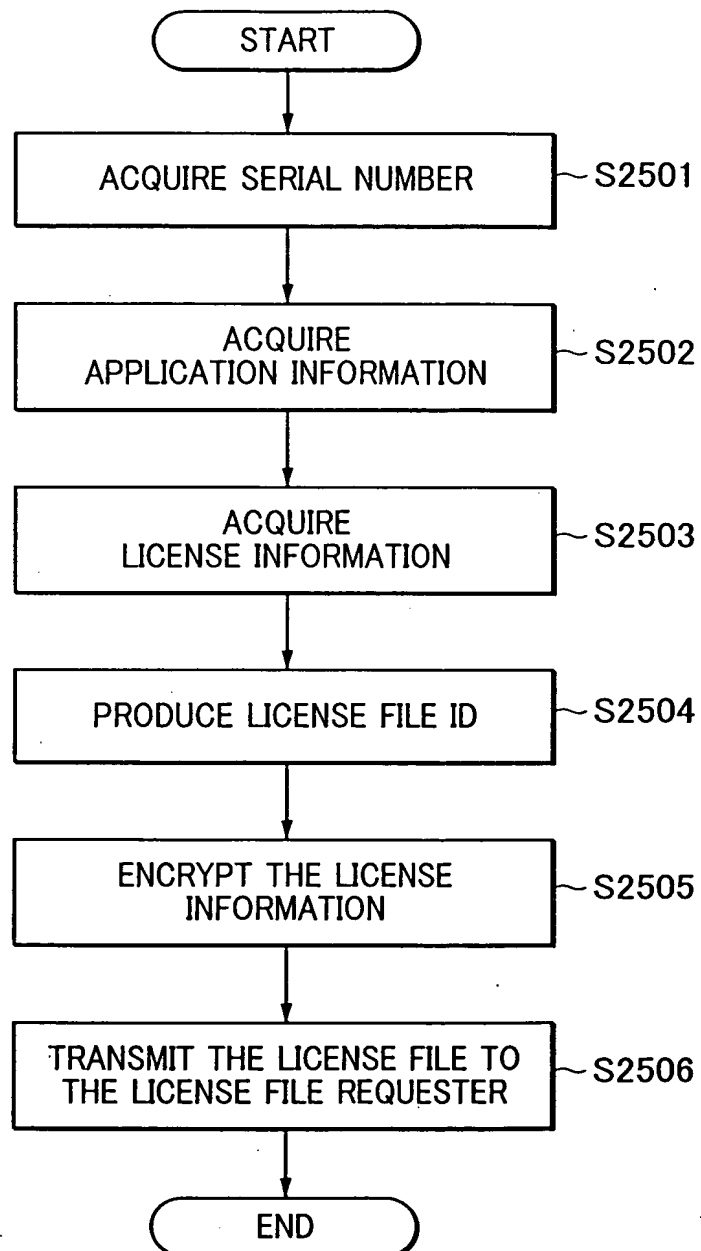 START
ACQUIRE SERIAL NUMBER
S2501
ACQUIRE
APPLICATION INFORMATION
S2502
ACQUIRE
LICENSE INFORMATION
S2503
PRODUCE LICENSE FILE ID
S2504
ENCRYPT THE LICENSE
INFORMATION
S2505
TRANSMIT THE LICENSE FILE TO
THE LICENSE FILE REQUESTER
S2506
END